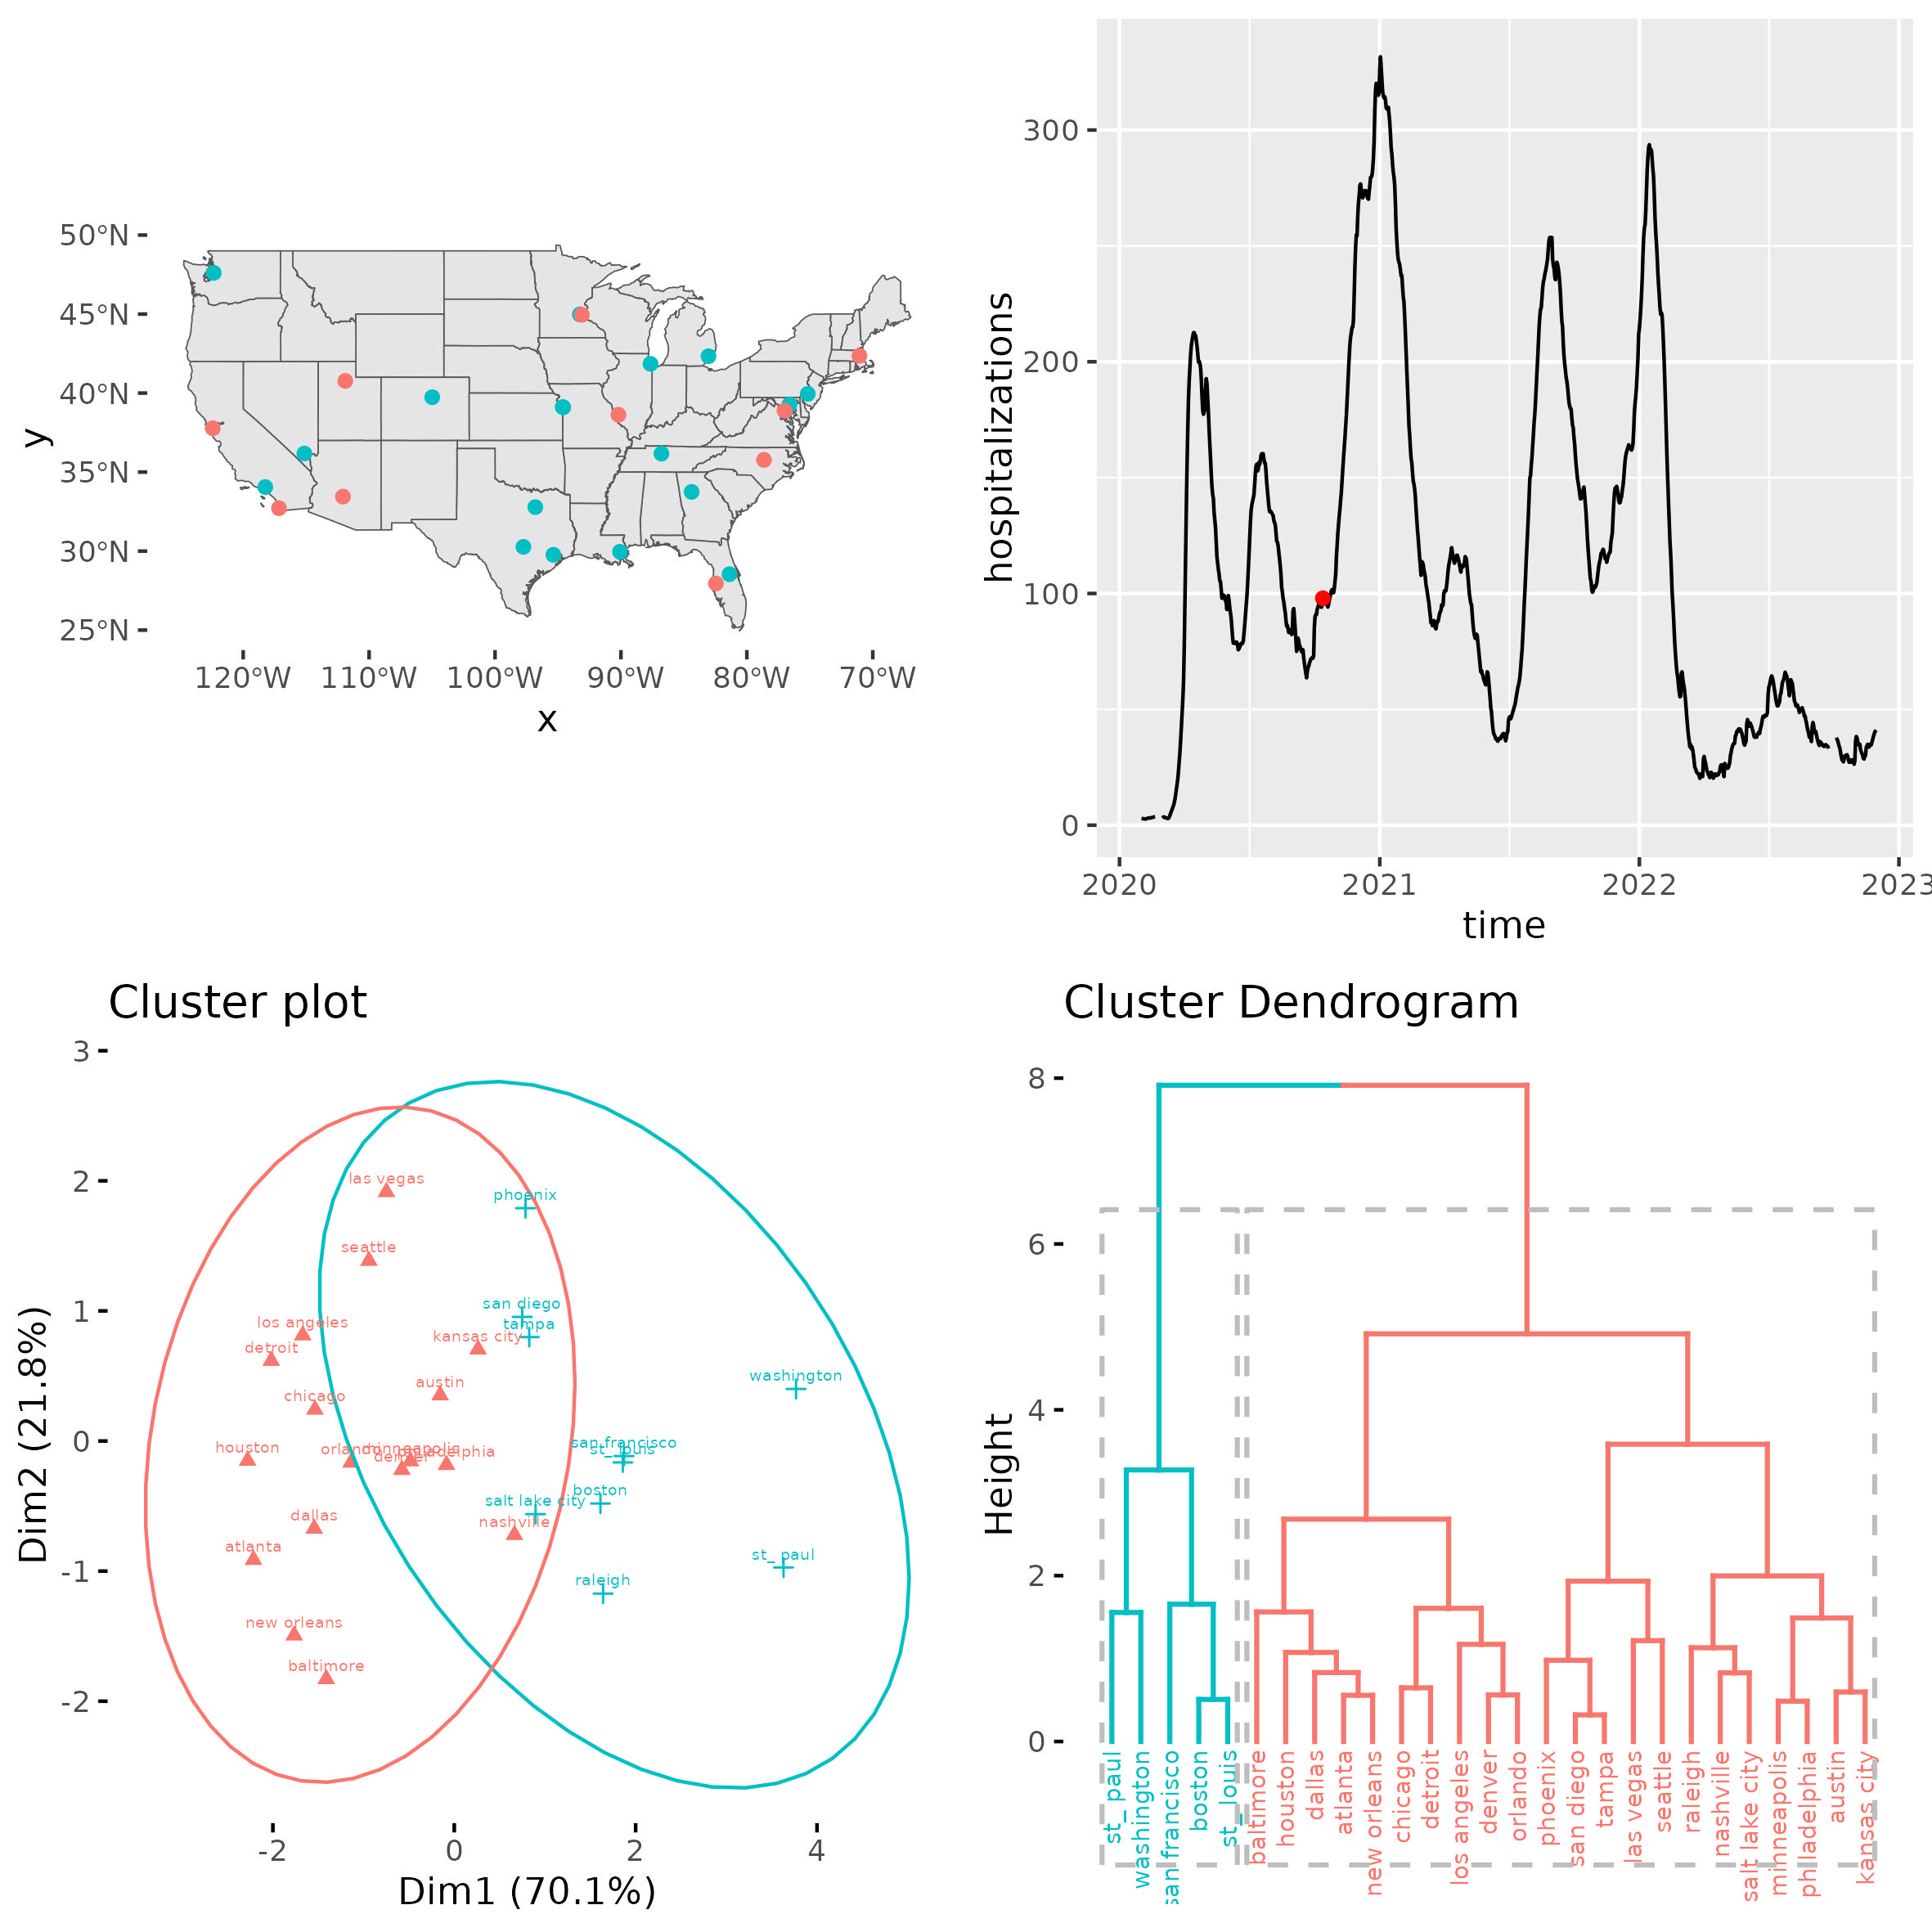 50°N
45°N
40°N
35°N
30°N
25°N
y
120°W 110°W 100°W 90°W 80°W 70°W
x
300
200
100
0
hospitalizations
2020 2021 2022 2023
time
Cluster plot
3
2
1
0
-1
-2
Dim2 (21.8%)
las vegas
phoenix
seattle
san diego
los angeles
tampa
kansas city
detroit
washington
austin
chicago
san francisco
houston
orlando
minneapolis
philadelphia
st_louis
denver
boston
salt lake city
dallas
nashville
atlanta
st_paul
raleigh
new orleans
baltimore
-2 0 2 4
Dim1 (70.1%)
Cluster Dendrogram
8
6
4
2
0
Height
st_paul
washington
san francisco
boston
st_louis
baltimore
houston
dallas
atlanta
new orleans
chicago
detroit
los angeles
denver
orlando
phoenix
san diego
tampa
las vegas
seattle
raleigh
nashville
salt lake city
minneapolis
philadelphia
austin
kansas city